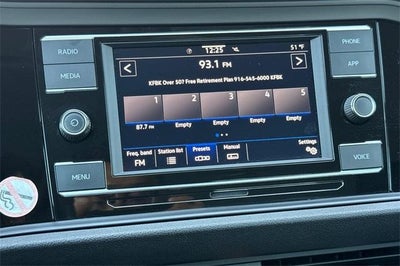 RADIO
MEDIA
MENU
12:25
51 °F
93.1 FM
KFBK Over 50? Free Retirement Plan 916-545-6000 KFBK
1 2 3 4 5
87.7 FM Empty Empty Empty Empty
Freq. band FM
Station list
Presets
Manual
Settings
PHONE
APP
VOICE